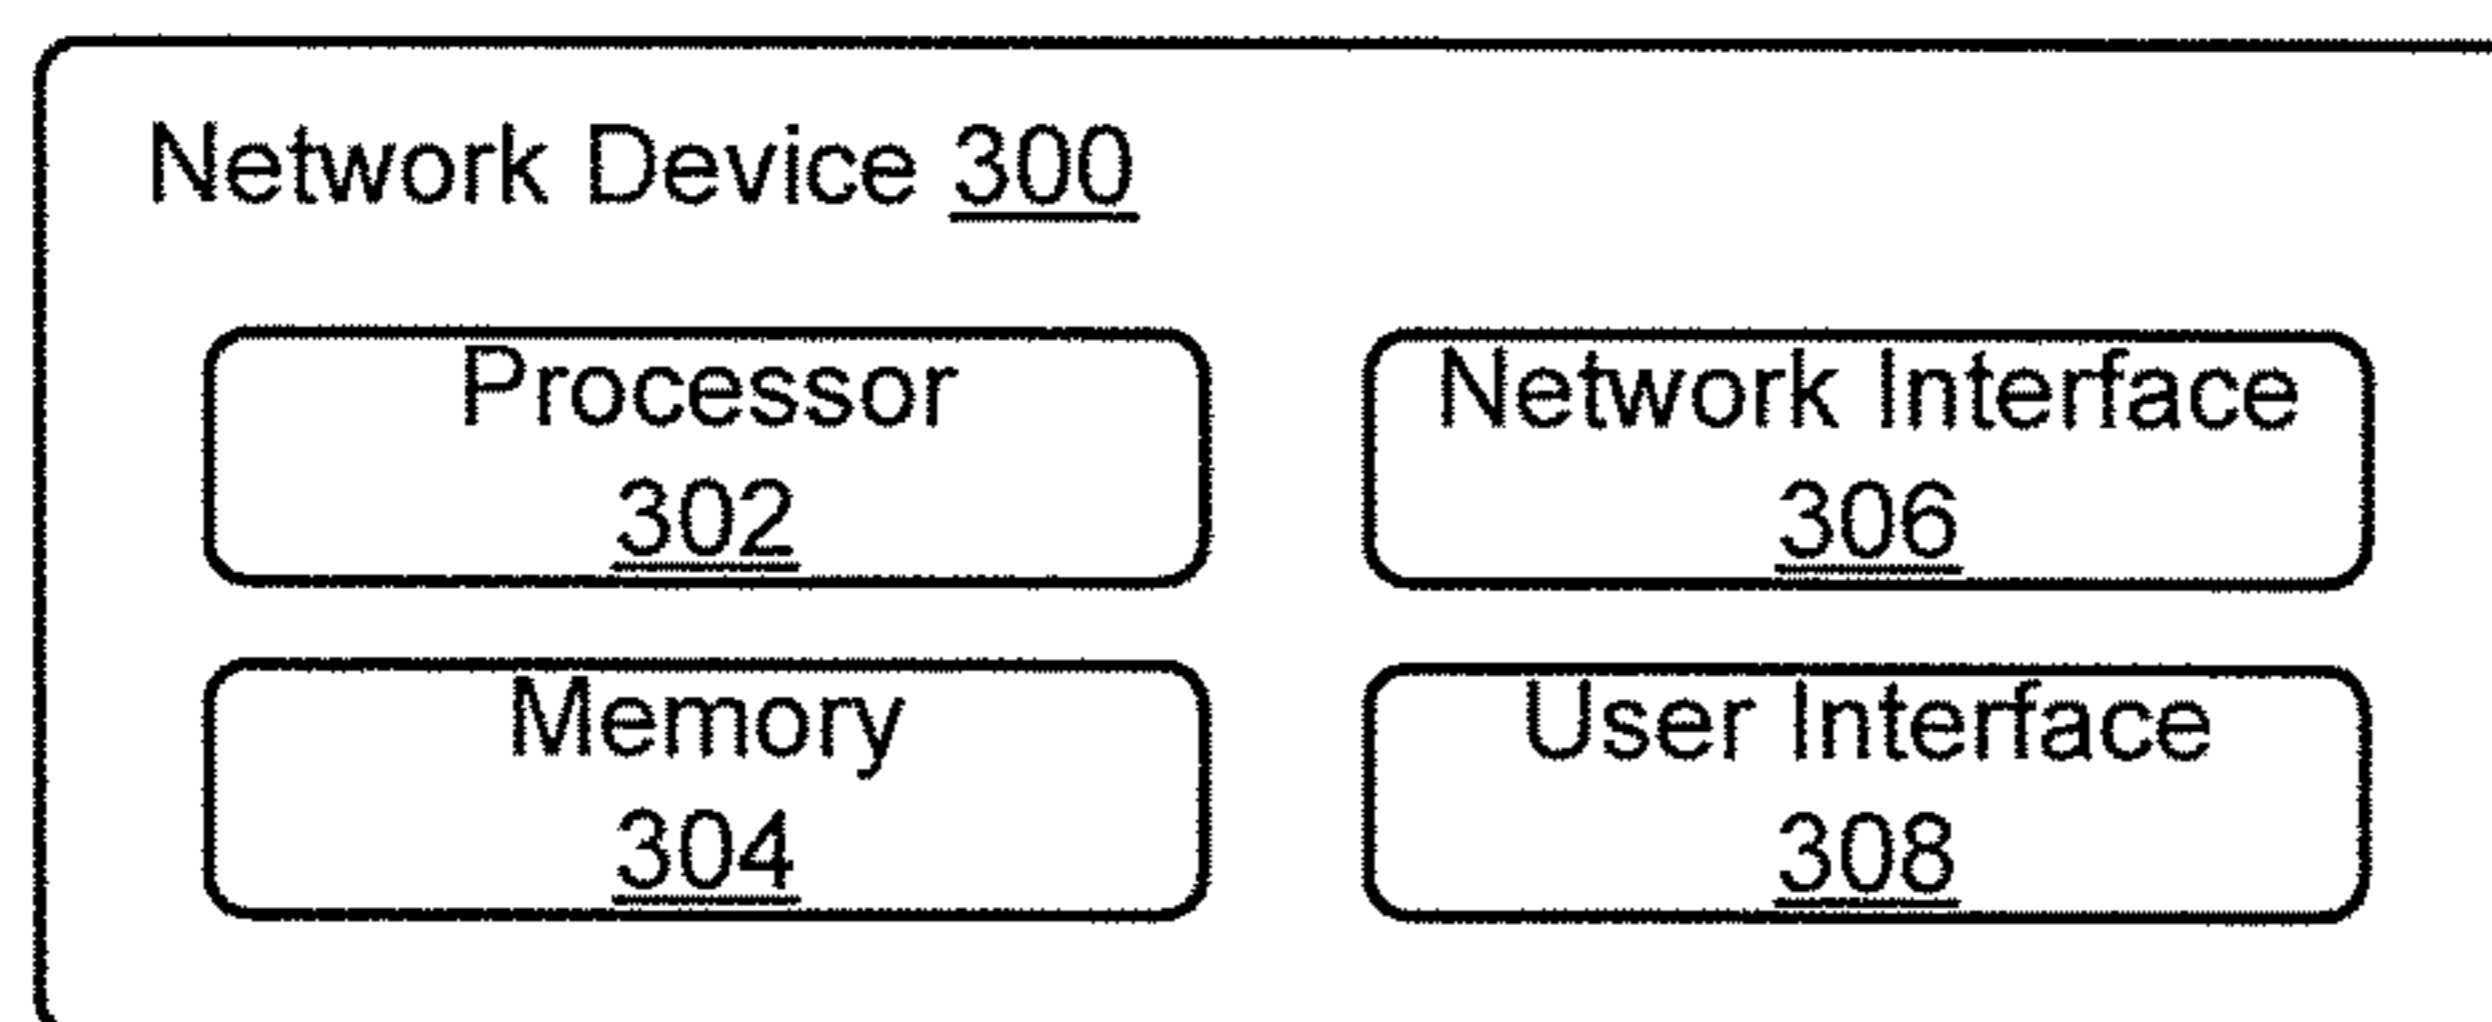 Network Device 300
Processor
302
Network Interface
306
Memory
304
User Interface
308